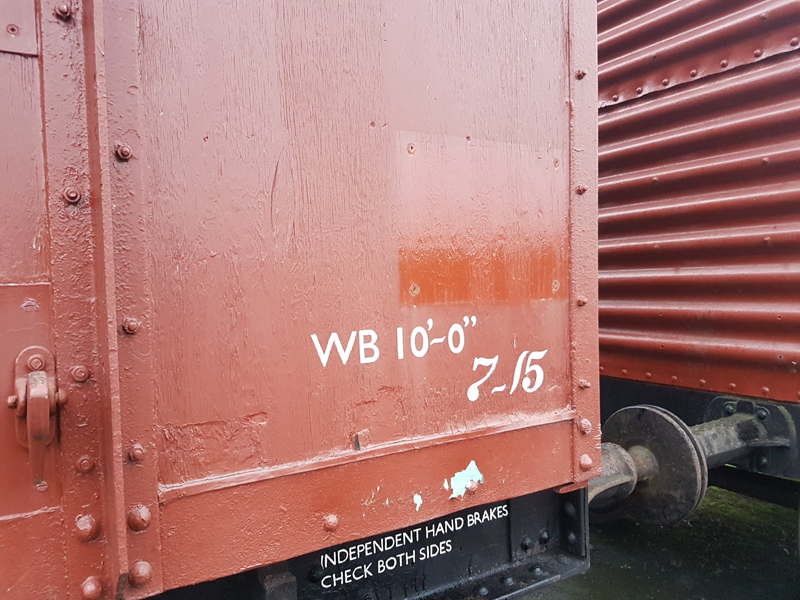 WB 10'-0"
7-15
INDEPENDENT HAND BRAKES
CHECK BOTH SIDES